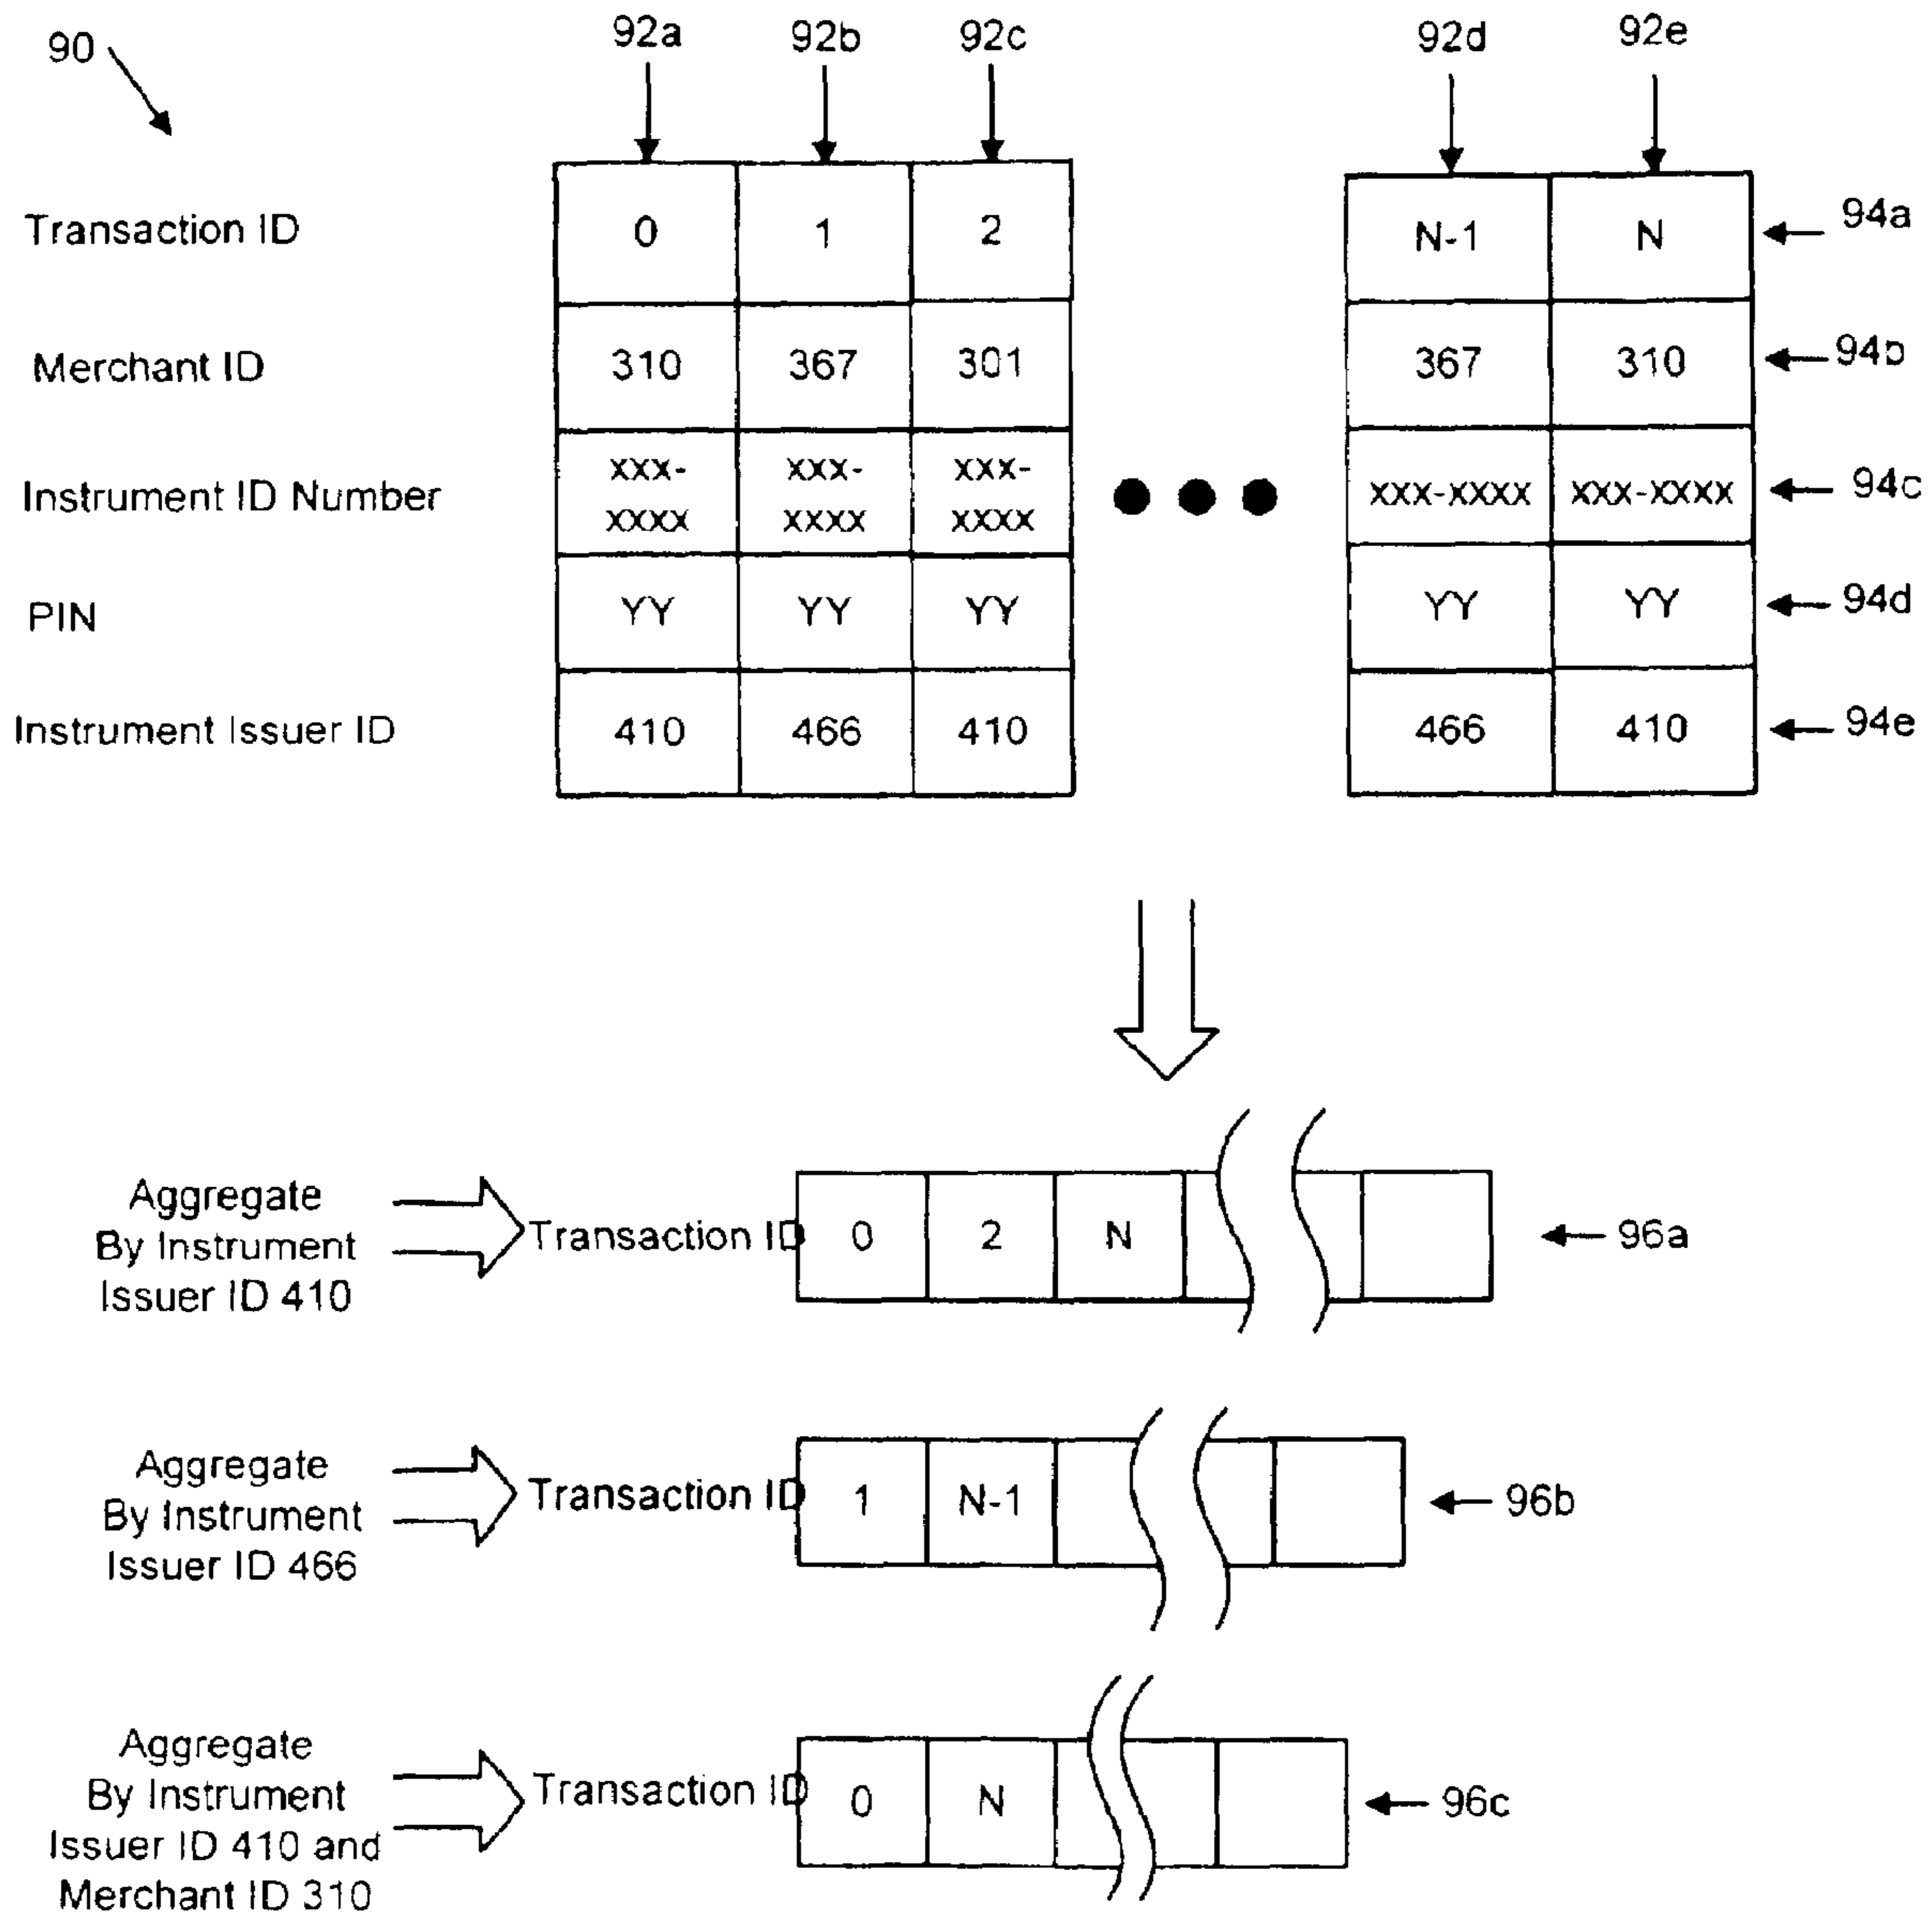 90
92a 92b 92c 92d 92e
Transaction ID 0 1 2 N-1 N 94a
Merchant ID 310 367 301 367 310 94b
Instrument ID Number XXX-XXXX XXX-XXXX XXX-XXXX XXX-XXXX XXX-XXXX 94c
PIN YY YY YY YY YY 94d
Instrument Issuer ID 410 466 410 466 410 94e
Aggregate
By Instrument
Issuer ID 410
Transaction ID 0 2 N 96a
Aggregate
By Instrument
Issuer ID 466
Transaction ID 1 N-1 96b
Aggregate
By Instrument
Issuer ID 410 and
Merchant ID 310
Transaction ID 0 N 96c